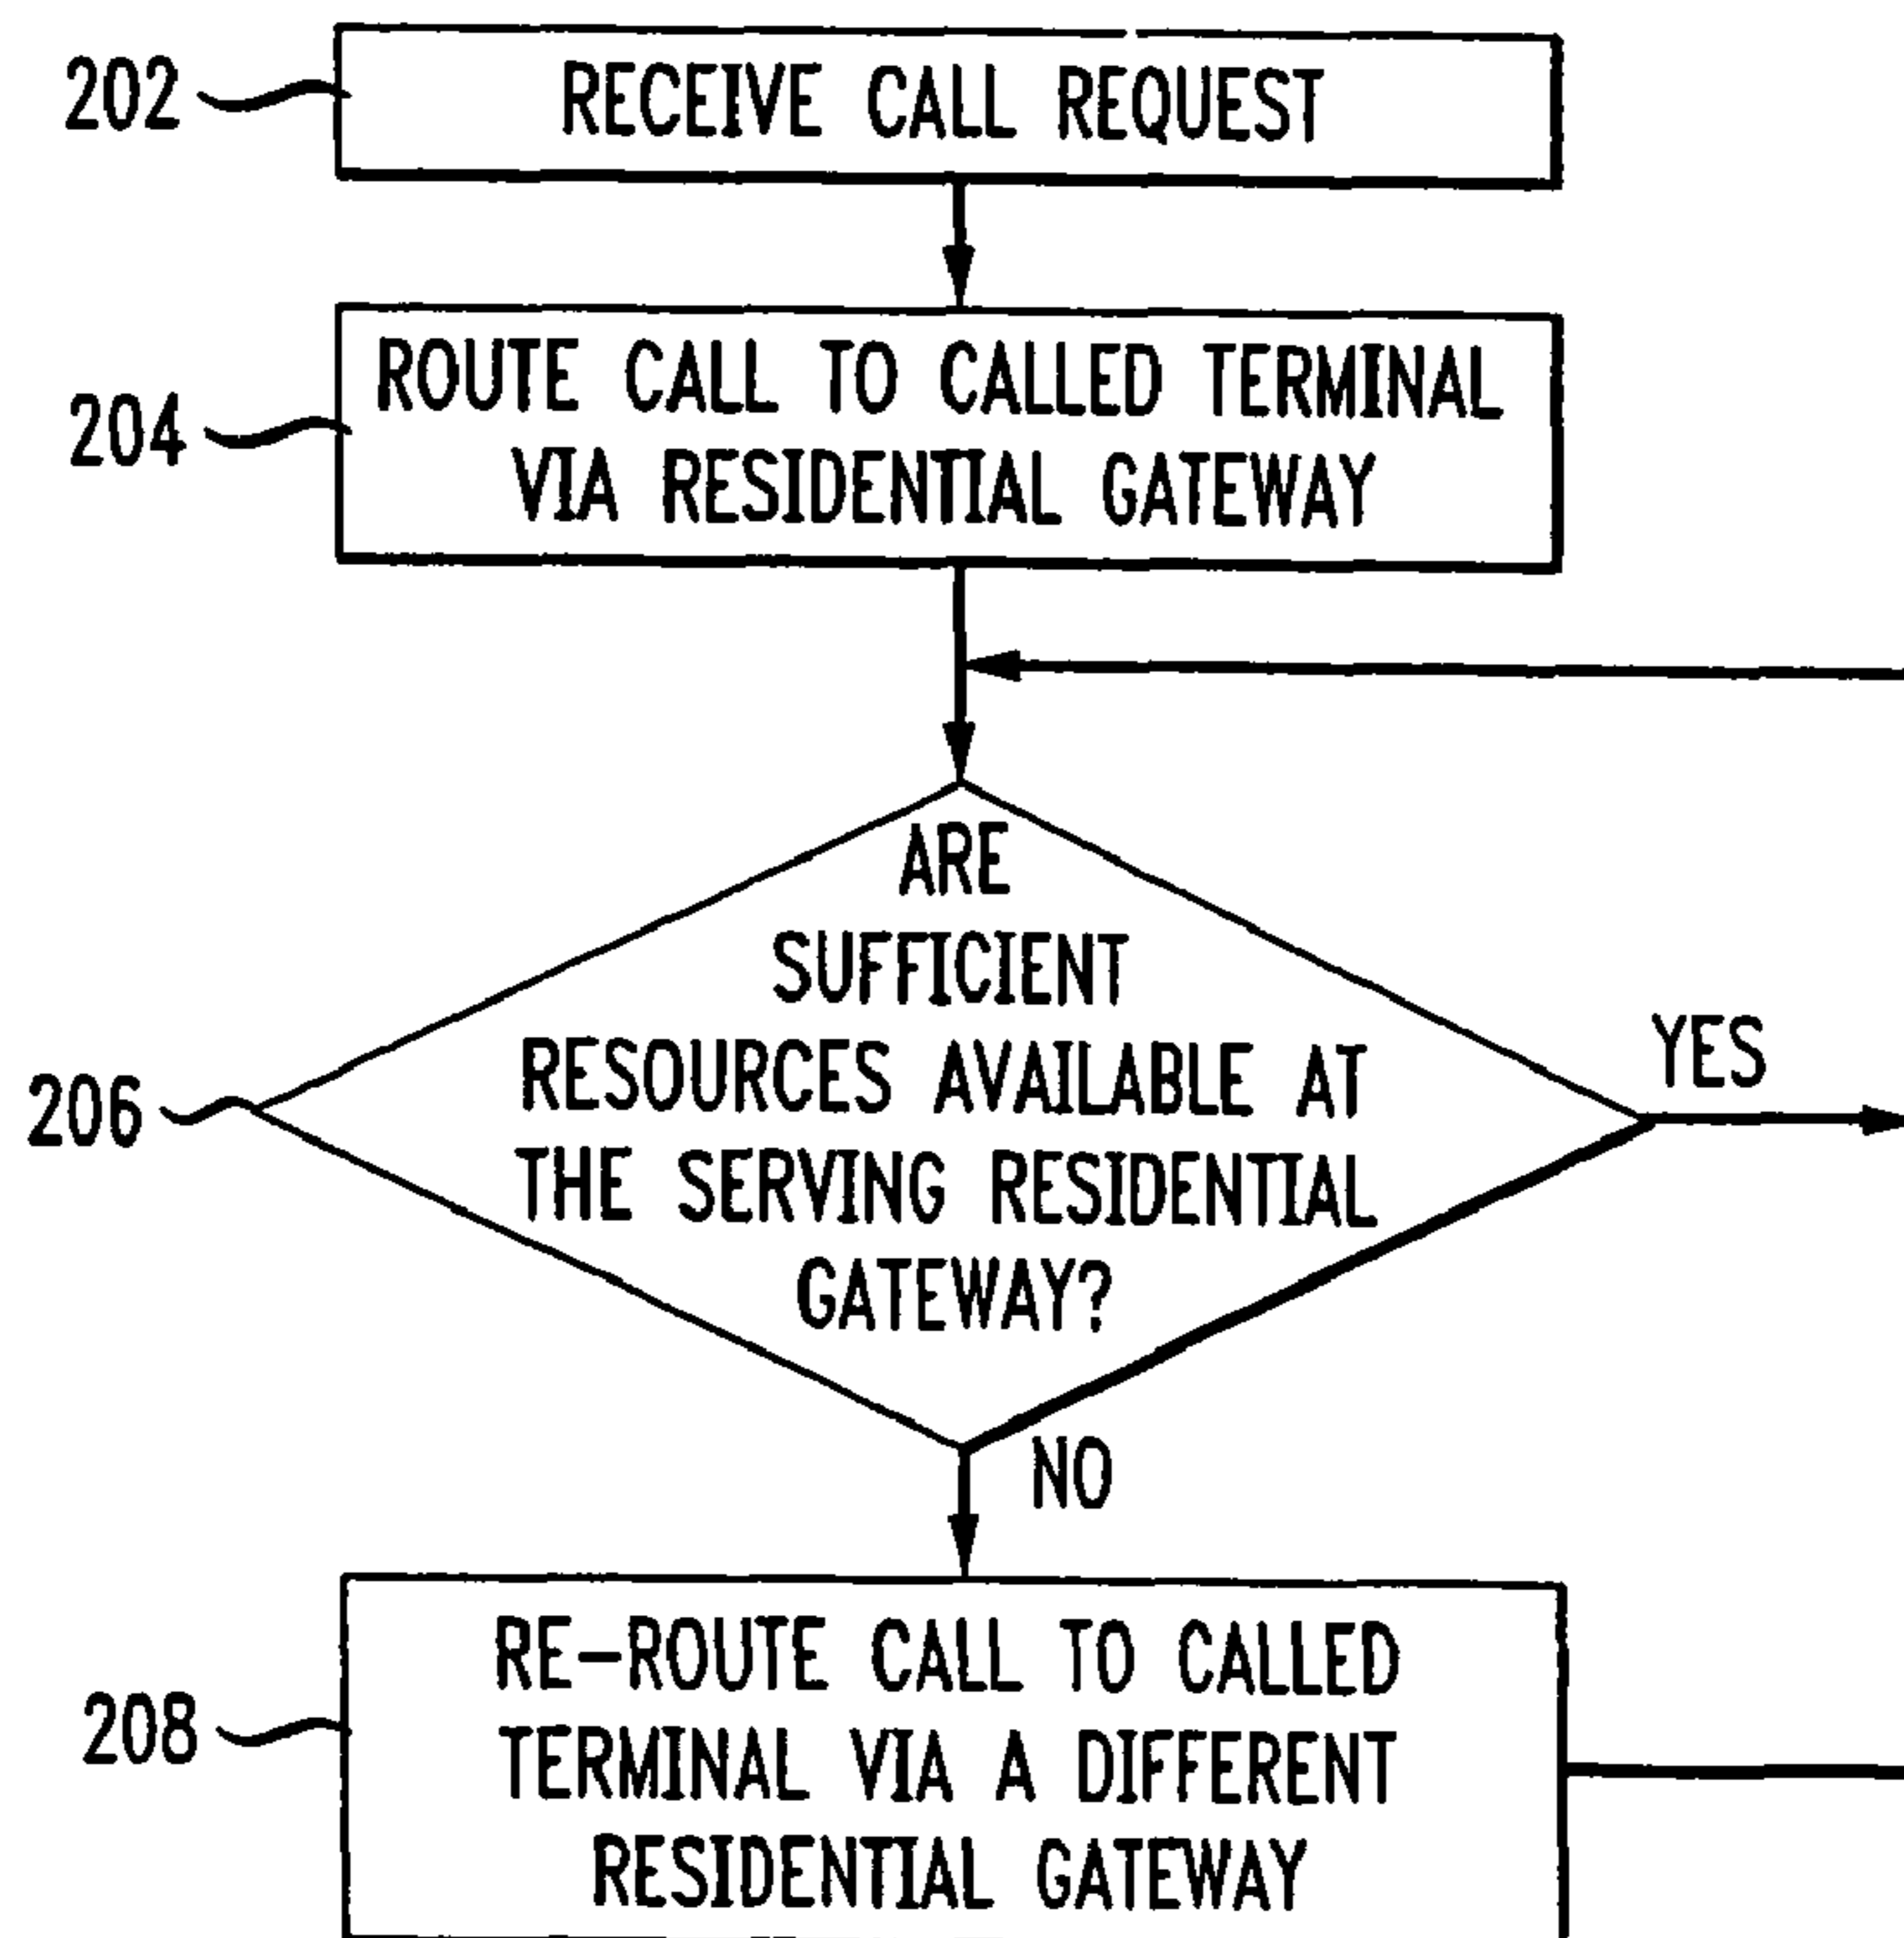 202
RECEIVE CALL REQUEST
204
ROUTE CALL TO CALLED TERMINAL
VIA RESIDENTIAL GATEWAY
206
ARE
SUFFICIENT
RESOURCES AVAILABLE AT
THE SERVING RESIDENTIAL
GATEWAY?
YES
NO
208
RE-ROUTE CALL TO CALLED
TERMINAL VIA A DIFFERENT
RESIDENTIAL GATEWAY